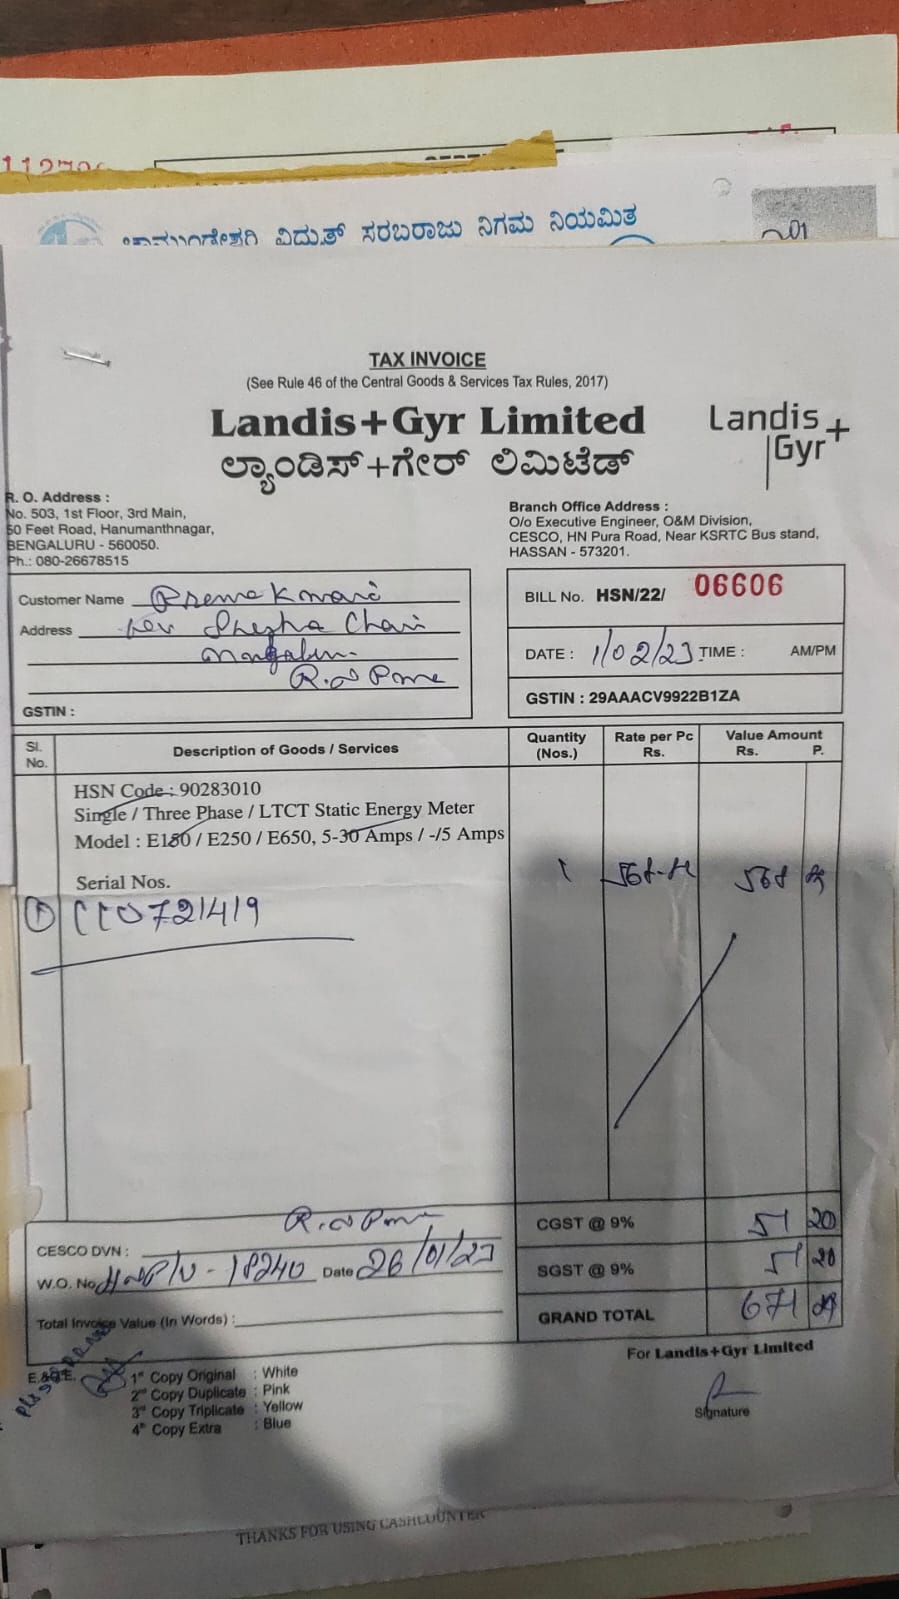 ಚಾಮುಂಡೇಶ್ವರಿ ವಿದ್ಯುತ್ ಸರಬರಾಜು ನಿಗಮ ನಿಯಮಿತ
TAX INVOICE
(See Rule 46 of the Central Goods & Services Tax Rules, 2017)
Landis+Gyr Limited
Landis+
Gyr
ಲ್ಯಾಂಡಿಸ್+ಗೇರ್ ಲಿಮಿಟೆಡ್
R. O. Address :
No. 503, 1st Floor, 3rd Main,
50 Feet Road, Hanumanthnagar,
BENGALURU - 560050.
Ph.: 080-26678515
Branch Office Address :
O/o Executive Engineer, O&M Division,
CESCO, HN Pura Road, Near KSRTC Bus stand,
HASSAN - 573201.
Customer Name
Address
GSTIN :
BILL No. HSN/22/ 06606
DATE : 1/02/23 TIME : AM/PM
GSTIN : 29AAACV9922B1ZA
Sl. No. Description of Goods / Services Quantity (Nos.) Rate per Pc Rs. Value Amount Rs. P.
HSN Code : 90283010
Single / Three Phase / LTCT Static Energy Meter
Model : E150 / E250 / E650, 5-30 Amps / -/5 Amps
1 568
Serial Nos.
CESCO DVN :
W.O. No 18240 Date 26/01/23
Total Invoice Value (In Words) :
CGST @ 9% 51 20
SGST @ 9% 51 20
GRAND TOTAL 671
For Landis+Gyr Limited
Signature
E.&O.E.
1st Copy Original : White
2nd Copy Duplicate : Pink
3rd Copy Triplicate : Yellow
4th Copy Extra : Blue
THANKS FOR USING CASHCOUNTER